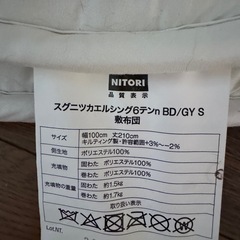 NITORI
品質表示
スグニツカエルシング6テンn BD/GY S
敷布団
サイズ 幅100cm 丈210cm
キルティング製・許容範囲+3%~-2%
側生地 ポリエステル100%
充填物 固わた ポリエステル100%
巻わた ポリエステル100%
充填物の重量 固わた 約1.5kg
巻わた 約1.7kg
取り扱い表示
Lot.NT.